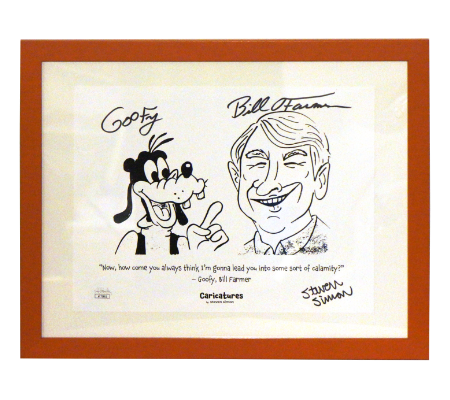 Goofy
Bill Farmer
"Now, how come you always think I'm gonna lead you into some sort of calamity?"
– Goofy, Bill Farmer
Caricatures
Steven
Simon